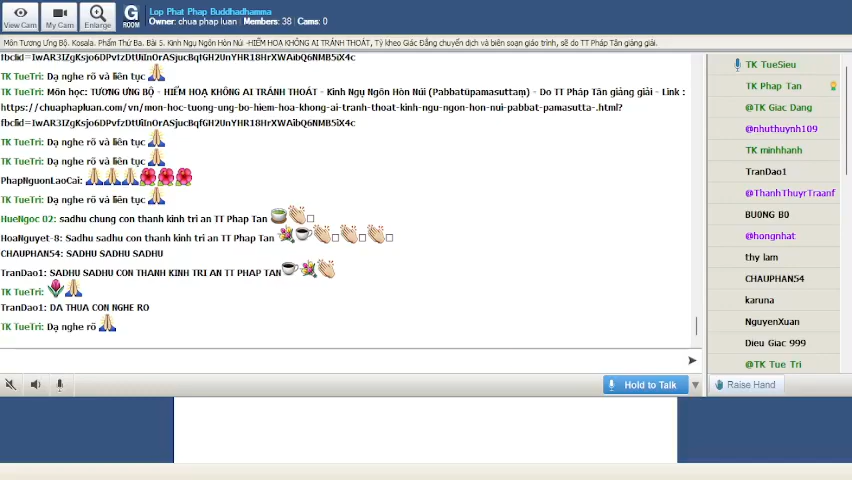 View Cam
My Cam
Enlarge
G
ROOM
Lop Phat Phap Buddhadhamma
Owner: chua phap luan Members: 38 Cams: 0
Môn Tương Ưng Bộ. Kosala. Phẩm Thứ Ba. Bài 5. Kinh Ngụ Ngôn Hòn Núi -HIỂM HOẠ KHÔNG AI TRÁNH THOÁT, Tỳ kheo Giác Đẳng chuyển dịch và biên soạn giáo trình, sẽ do TT Pháp Tân giảng giải.
fbclid=IwAR3IZgKsjo6DPvfzDtUiInOrASjucBqfGH2UnYHR18HrXWAibQ6NMB5iX4c
TK TueTri: Dạ nghe rõ và liên tục
TK TueTri: Môn học: TƯƠNG ƯNG BỘ - HIỂM HOẠ KHÔNG AI TRÁNH THOÁT - Kinh Ngụ Ngôn Hòn Núi (Pabbatūpamasuttaṃ) - Do TT Pháp Tân giảng giải - Link :
https://chuaphapluan.com/vn/mon-hoc-tuong-ung-bo-hiem-hoa-khong-ai-tranh-thoat-kinh-ngu-ngon-hon-nui-pabbat-pamasutta-.html?
fbclid=IwAR3IZgKsjo6DPvfzDtUiInOrASjucBqfGH2UnYHR18HrXWAibQ6NMB5iX4c
TK TueTri: Dạ nghe rõ và liên tục
TK TueTri: Dạ nghe rõ và liên tục
PhapNguonLaoCai:
TK TueTri: Dạ nghe rõ và liên tục
HueNgoc 02: sadhu chung con thanh kinh tri an TT Phap Tan
HoaNguyet-8: Sadhu sadhu con thanh kinh tri an TT Phap Tan
CHAUPHAN54: SADHU SADHU SADHU
TranDao1: SADHU SADHU CON THANH KINH TRI AN TT PHAP TAN
TK TueTri:
TranDao1: DA THUA CON NGHE RO
TK TueTri: Dạ nghe rõ
Hold to Talk
TK TueSieu
TK Phap Tan
@TK Giac Dang
@nhuthuynh109
TK minhhanh
TranDao1
@ThanhThuyrTraanf
BU0NG B0
@hongnhat
thy lam
CHAUPHAN54
karuna
NguyenXuan
Dieu Giac 999
@TK Tue Tri
Raise Hand